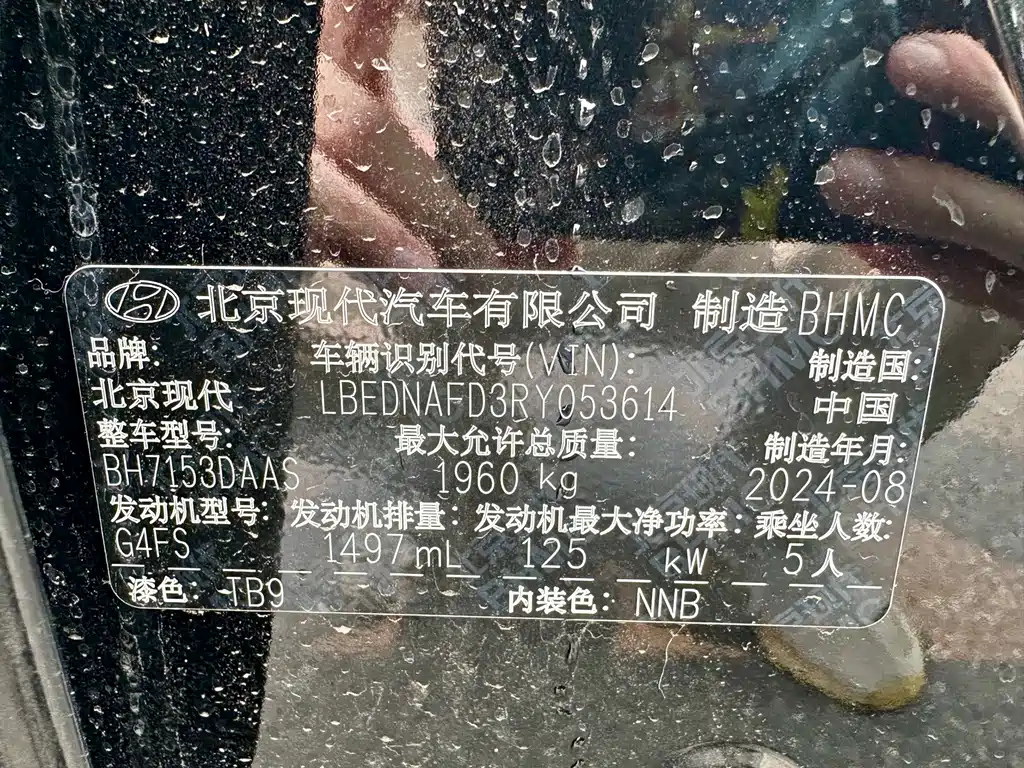 北京现代汽车有限公司 制造BHMC
品牌: 车辆识别代号(VIN): 制造国:
北京现代 LBEDNAFD3RY053614 中国
整车型号: 最大允许总质量: 制造年月:
BH7153DAAS 1960 kg 2024-08
发动机型号: 发动机排量: 发动机最大净功率: 乘坐人数:
G4FS 1497 mL 125 kW 5人
漆色: TB9 内装色: NNB